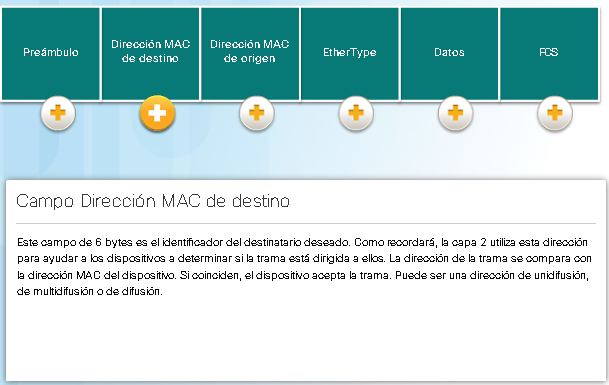 Preámbulo
Dirección MAC
de destino
Dirección MAC
de origen
EtherType
Datos
FCS
Campo Dirección MAC de destino
Este campo de 6 bytes es el identificador del destinatario deseado. Como recordará, la capa 2 utiliza esta dirección
para ayudar a los dispositivos a determinar si la trama está dirigida a ellos. La dirección de la trama se compara con
la dirección MAC del dispositivo. Si coinciden, el dispositivo acepta la trama. Puede ser una dirección de unidifusión,
de multidifusión o de difusión.